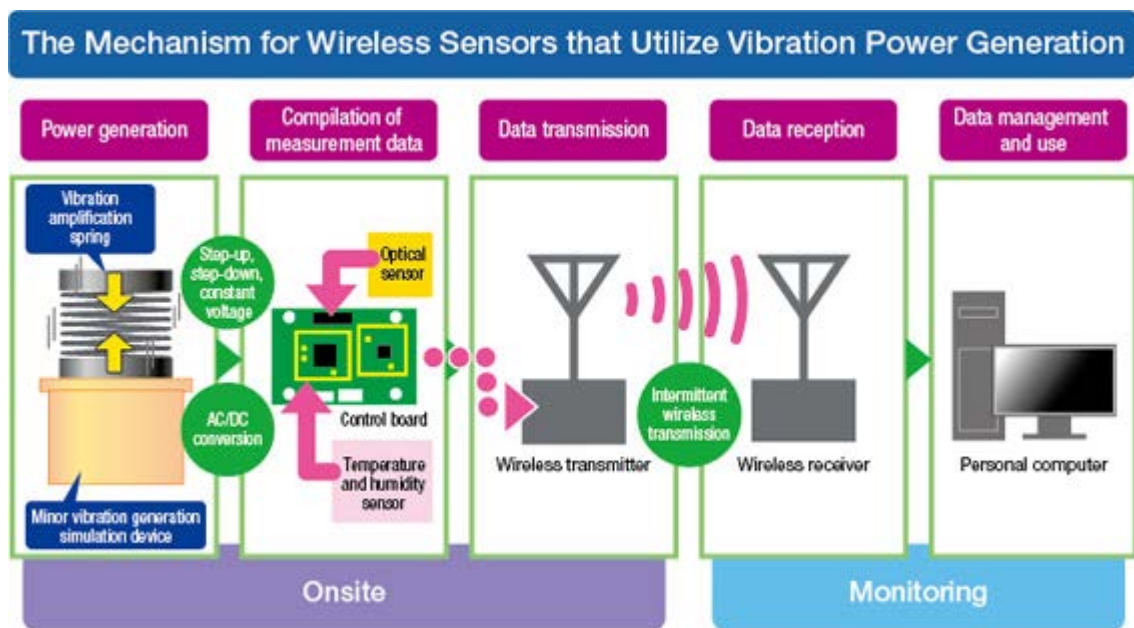 The Mechanism for Wireless Sensors that Utilize Vibration Power Generation
Power generation
Compilation of
measurement data
Data transmission
Data reception
Data management
and use
Vibration
amplification
spring
Minor vibration generation
simulation device
Step-up,
step-down,
constant
voltage
AC/DC
conversion
Optical
sensor
Control board
Temperature
and humidity
sensor
Wireless transmitter
Intermittent
wireless
transmission
Wireless receiver
Personal computer
Onsite
Monitoring